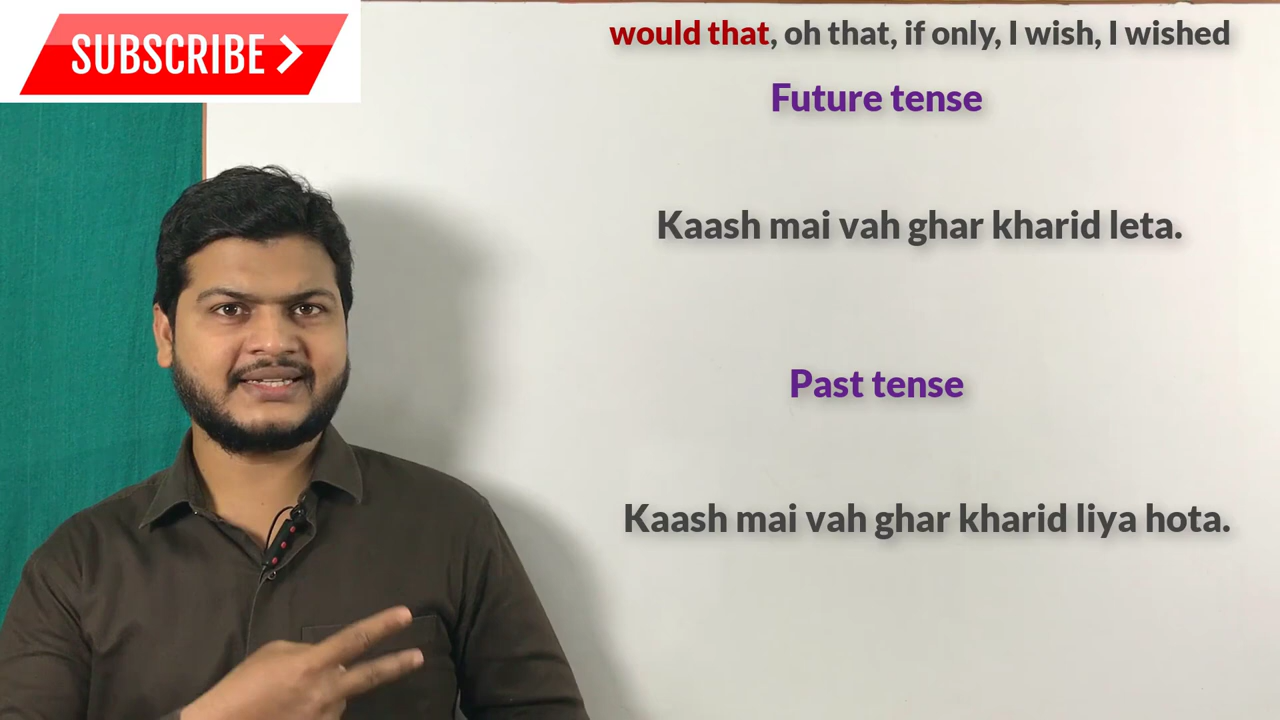 SUBSCRIBE
would that, oh that, if only, I wish, I wished
Future tense
Kaash mai vah ghar kharid leta.
Past tense
Kaash mai vah ghar kharid liya hota.